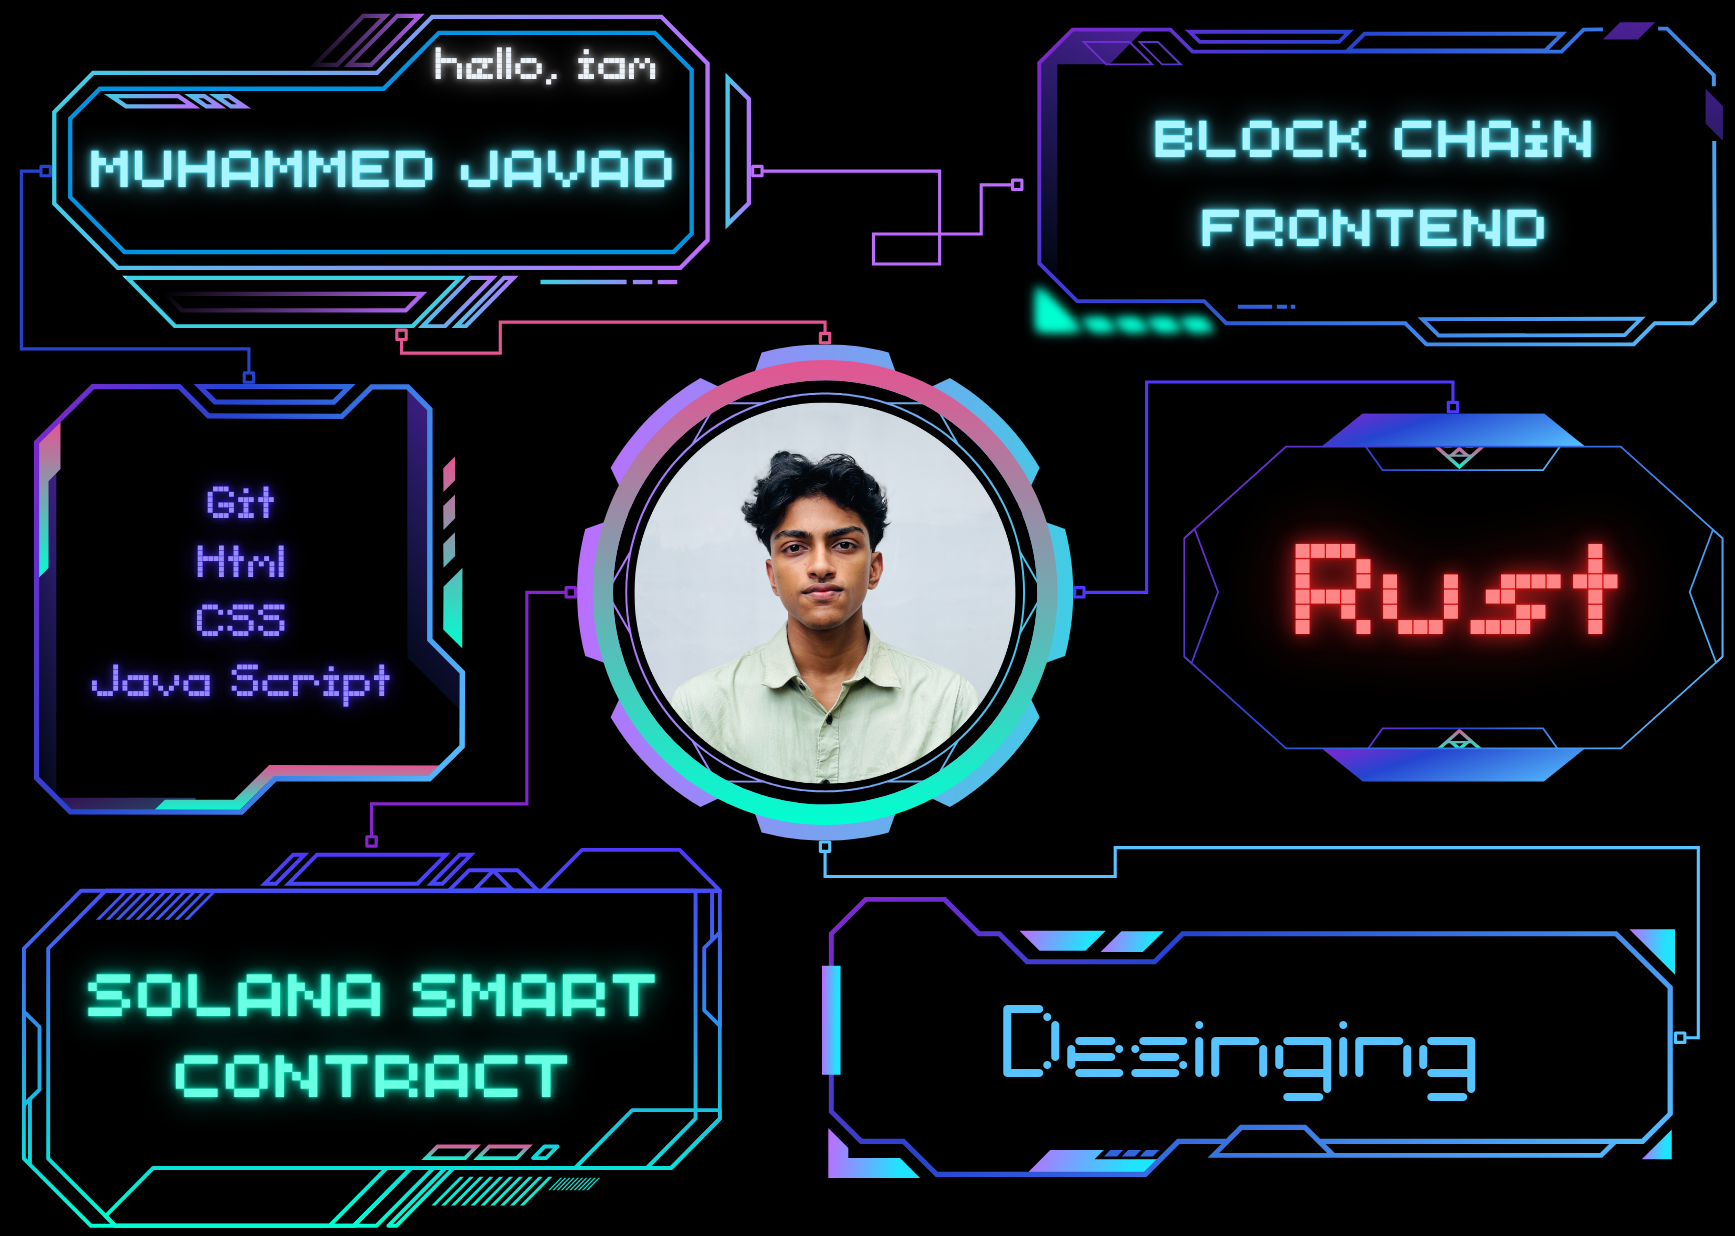 hello, iam
MUHAMMED JAVAD
BLOCK CHAiN
FRONTEND
Git
Html
CSS
Java Script
Rust
SOLANA SMART
CONTRACT
Desinging